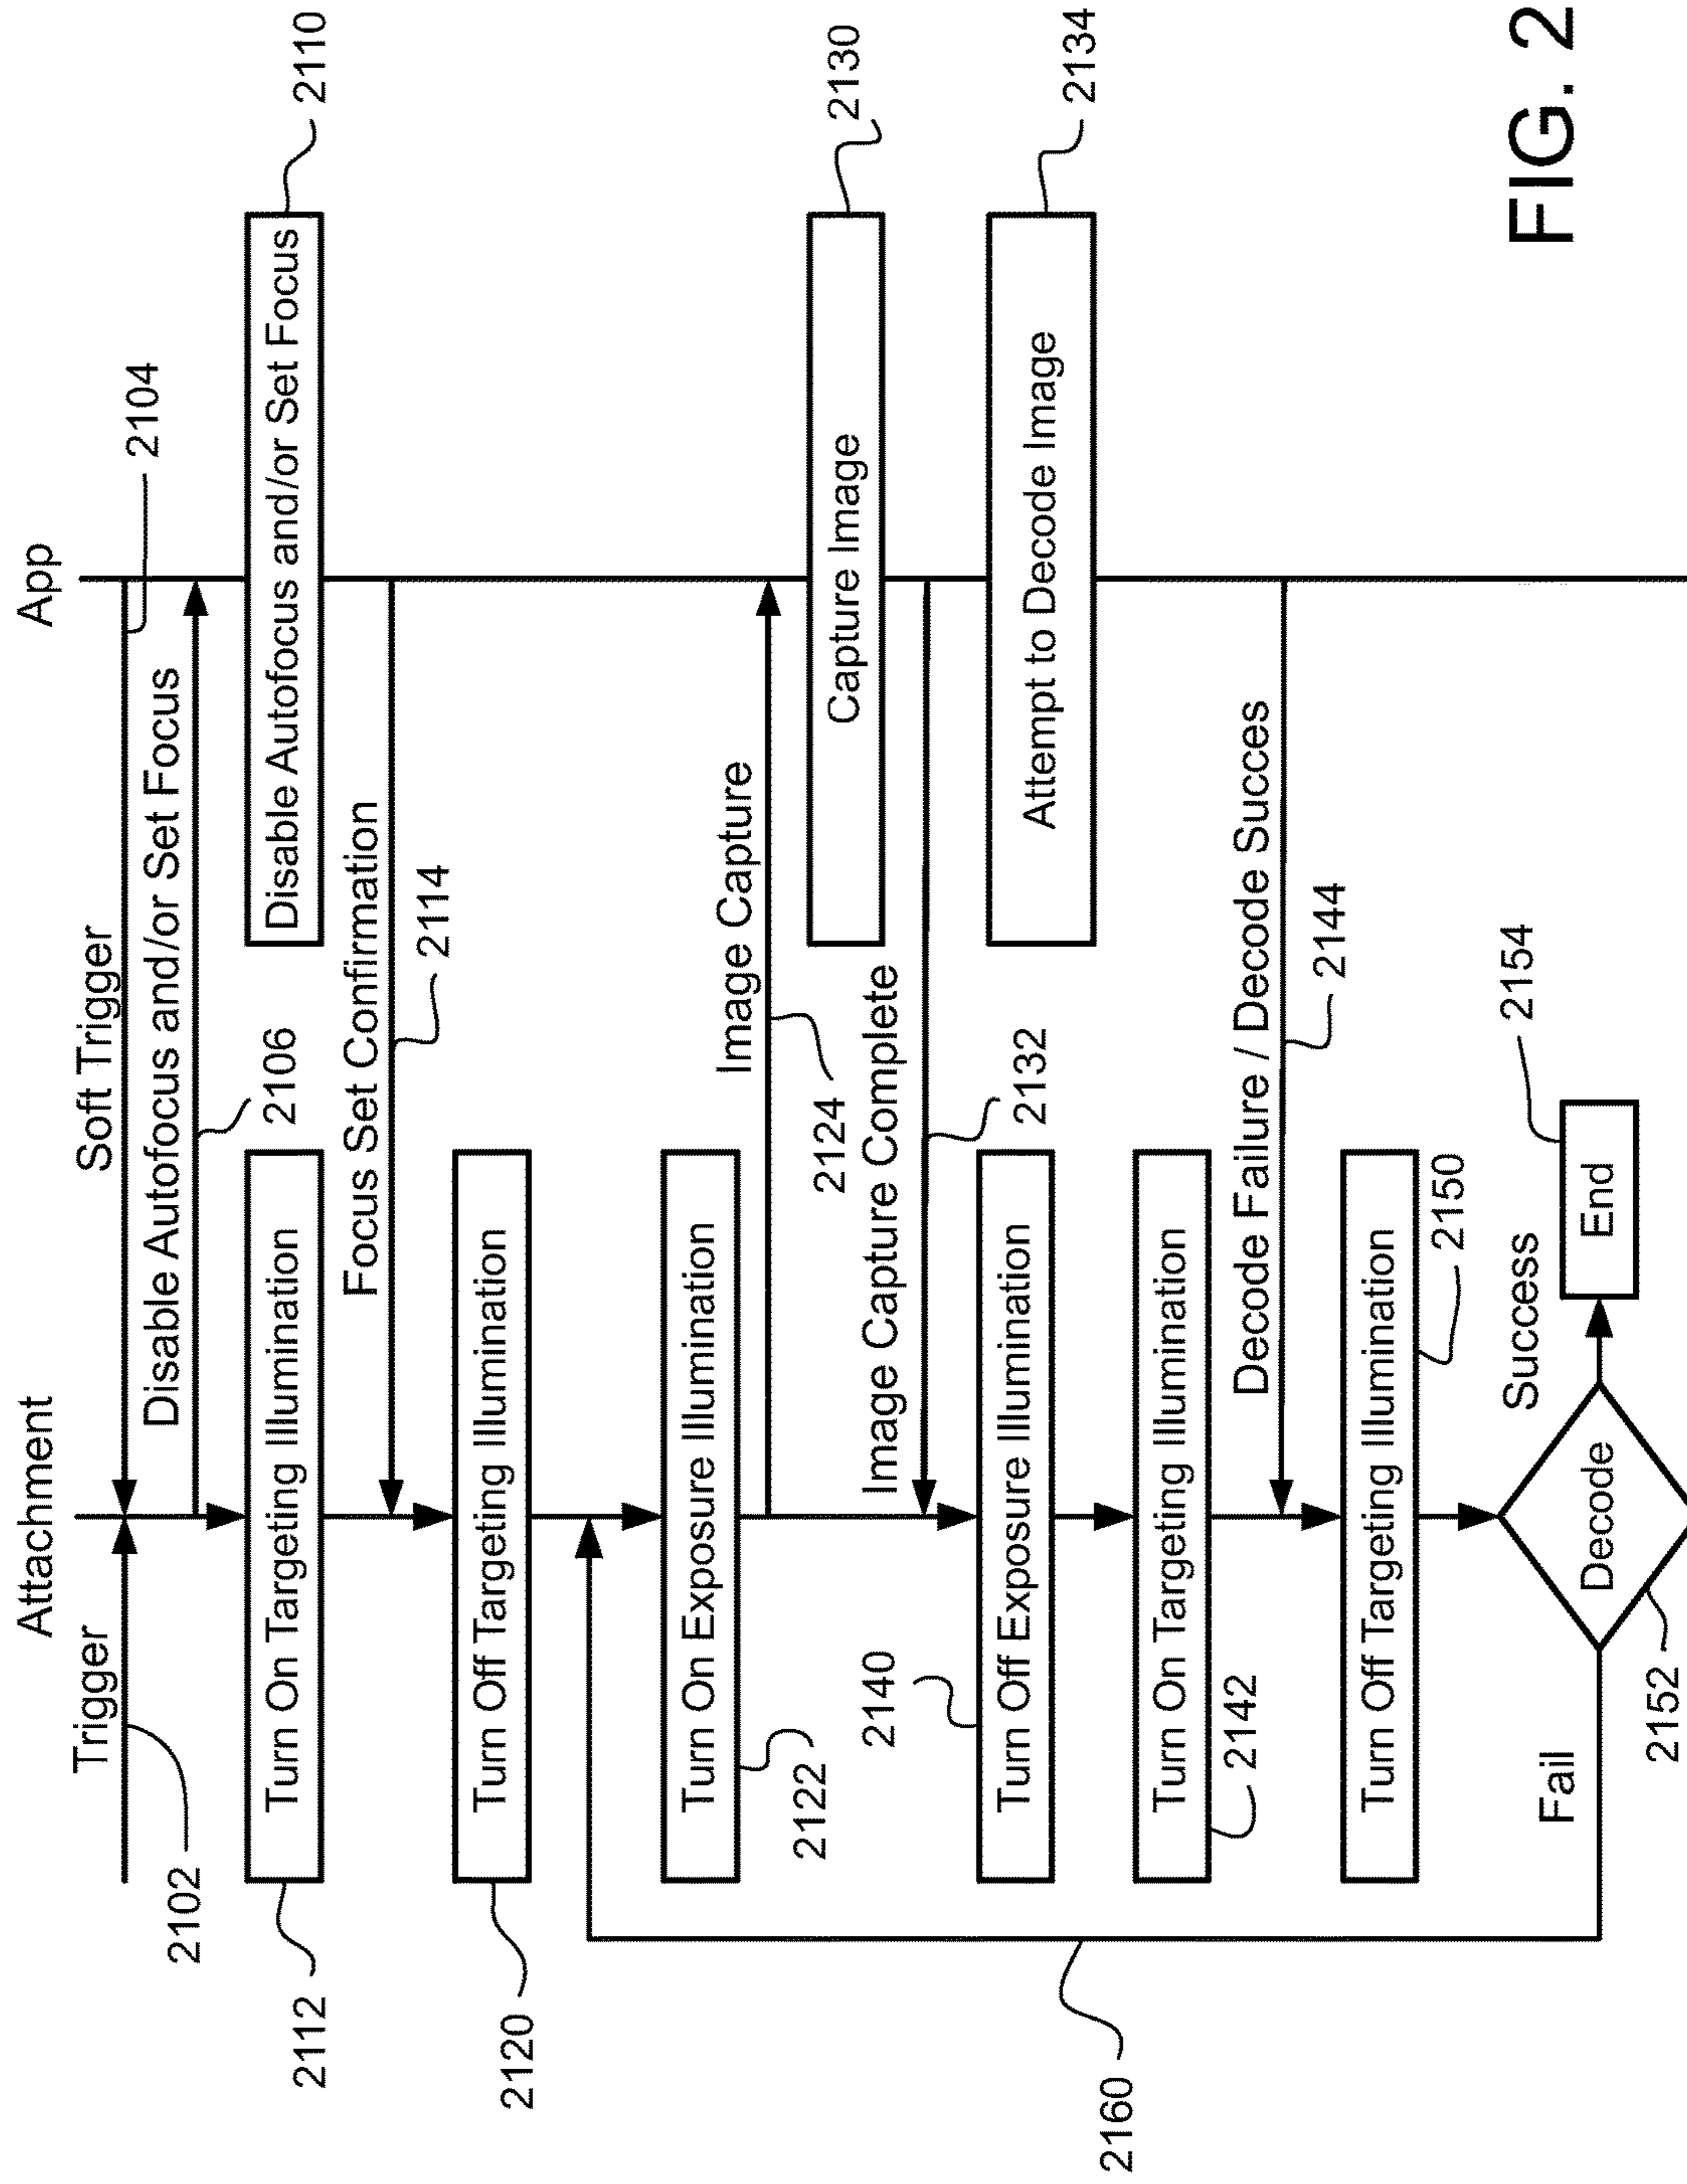 Attachment
App
Trigger
Soft Trigger
2102
2104
Disable Autofocus and/or Set Focus
2106
2112
Turn On Targeting Illumination
Disable Autofocus and/or Set Focus
2110
Focus Set Confirmation
2114
2120
Turn Off Targeting Illumination
Turn On Exposure Illumination
2122
Image Capture
2124
Capture Image
2130
Image Capture Complete
2132
2140
Turn Off Exposure Illumination
Attempt to Decode Image
2134
Turn On Targeting Illumination
2142
Decode Failure / Decode Success
2144
Turn Off Targeting Illumination
2150
2160
Fail
Decode
2152
Success
End
2154
FIG. 2